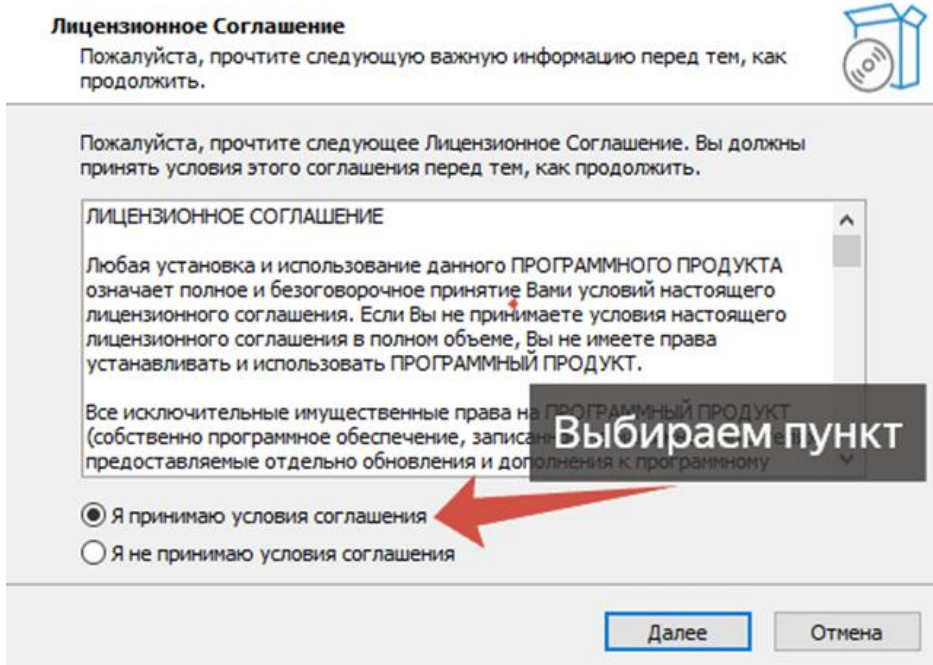 Лицензионное Соглашение
Пожалуйста, прочтите следующую важную информацию перед тем, как
продолжить.
Пожалуйста, прочтите следующее Лицензионное Соглашение. Вы должны
принять условия этого соглашения перед тем, как продолжить.
ЛИЦЕНЗИОННОЕ СОГЛАШЕНИЕ
Любая установка и использование данного ПРОГРАММНОГО ПРОДУКТА
означает полное и безоговорочное принятие Вами условий настоящего
лицензионного соглашения. Если Вы не принимаете условия настоящего
лицензионного соглашения в полном объеме, Вы не имеете права
устанавливать и использовать ПРОГРАММНЫЙ ПРОДУКТ.
Все исключительные имущественные права на ПРОГРАММНЫЙ ПРОДУКТ
(собственно программное обеспечение,
предоставляемые отдельно обновления и дополнения к программному
Выбираем пункт
Я принимаю условия соглашения
Я не принимаю условия соглашения
Далее
Отмена